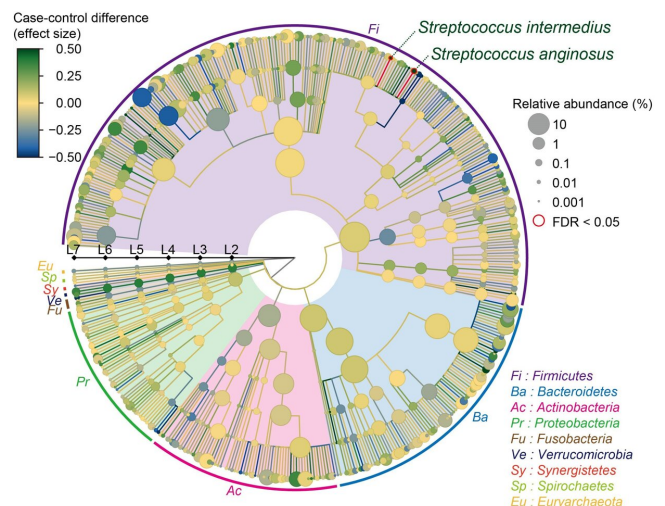 Case-control difference
(effect size)
0.50
0.25
0.00
−0.25
−0.50
Fi
Streptococcus intermedius
Streptococcus anginosus
Relative abundance (%)
10
1
0.1
0.01
0.001
FDR < 0.05
L7 L6 L5 L4 L3 L2
Eu
Sp
Sy
Ve
Fu
Pr
Ac
Ba
Fi : Firmicutes
Ba : Bacteroidetes
Ac : Actinobacteria
Pr : Proteobacteria
Fu : Fusobacteria
Ve : Verrucomicrobia
Sy : Synergistetes
Sp : Spirochaetes
Eu : Euryarchaeota